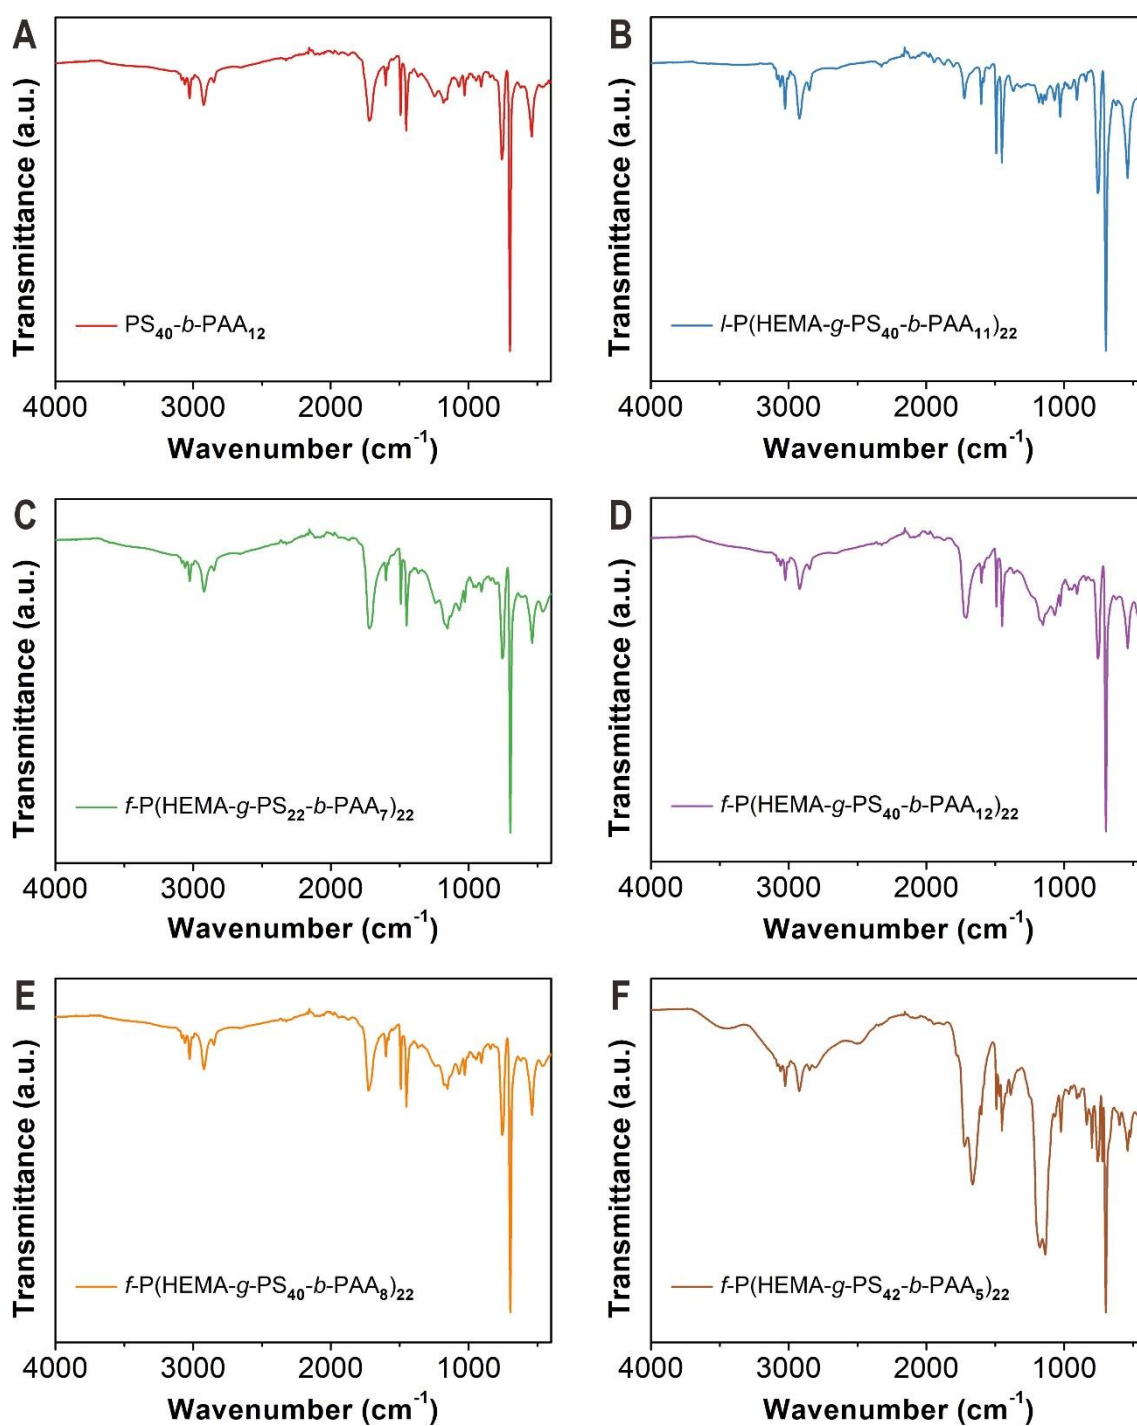 A
Transmittance (a.u.)
PS₄₀-b-PAA₁₂
4000 3000 2000 1000
Wavenumber (cm⁻¹)
B
Transmittance (a.u.)
l-P(HEMA-g-PS₄₀-b-PAA₁₁)₂₂
4000 3000 2000 1000
Wavenumber (cm⁻¹)
C
Transmittance (a.u.)
f-P(HEMA-g-PS₂₂-b-PAA₇)₂₂
4000 3000 2000 1000
Wavenumber (cm⁻¹)
D
Transmittance (a.u.)
f-P(HEMA-g-PS₄₀-b-PAA₁₂)₂₂
4000 3000 2000 1000
Wavenumber (cm⁻¹)
E
Transmittance (a.u.)
f-P(HEMA-g-PS₄₀-b-PAA₈)₂₂
4000 3000 2000 1000
Wavenumber (cm⁻¹)
F
Transmittance (a.u.)
f-P(HEMA-g-PS₄₂-b-PAA₅)₂₂
4000 3000 2000 1000
Wavenumber (cm⁻¹)